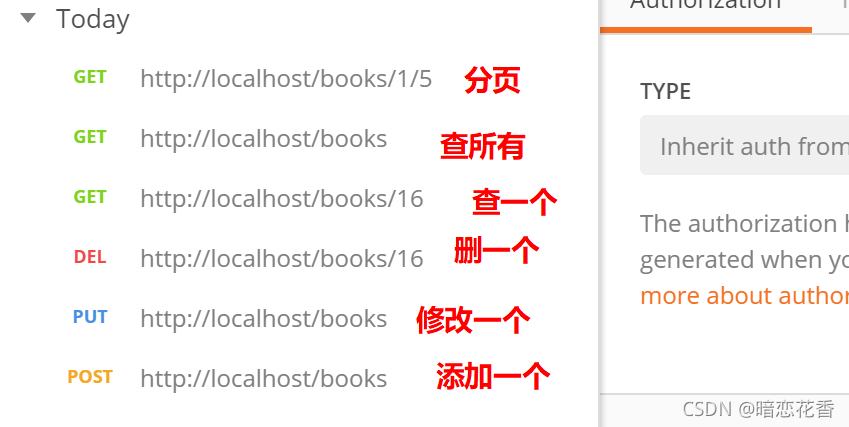 Today
Authorization
GET http://localhost/books/1/5 分页
GET http://localhost/books 查所有
GET http://localhost/books/16 查一个
DEL http://localhost/books/16 删一个
PUT http://localhost/books 修改一个
POST http://localhost/books 添加一个
TYPE
Inherit auth from
The authorization h
generated when yo
more about author
CSDN @暗恋花香